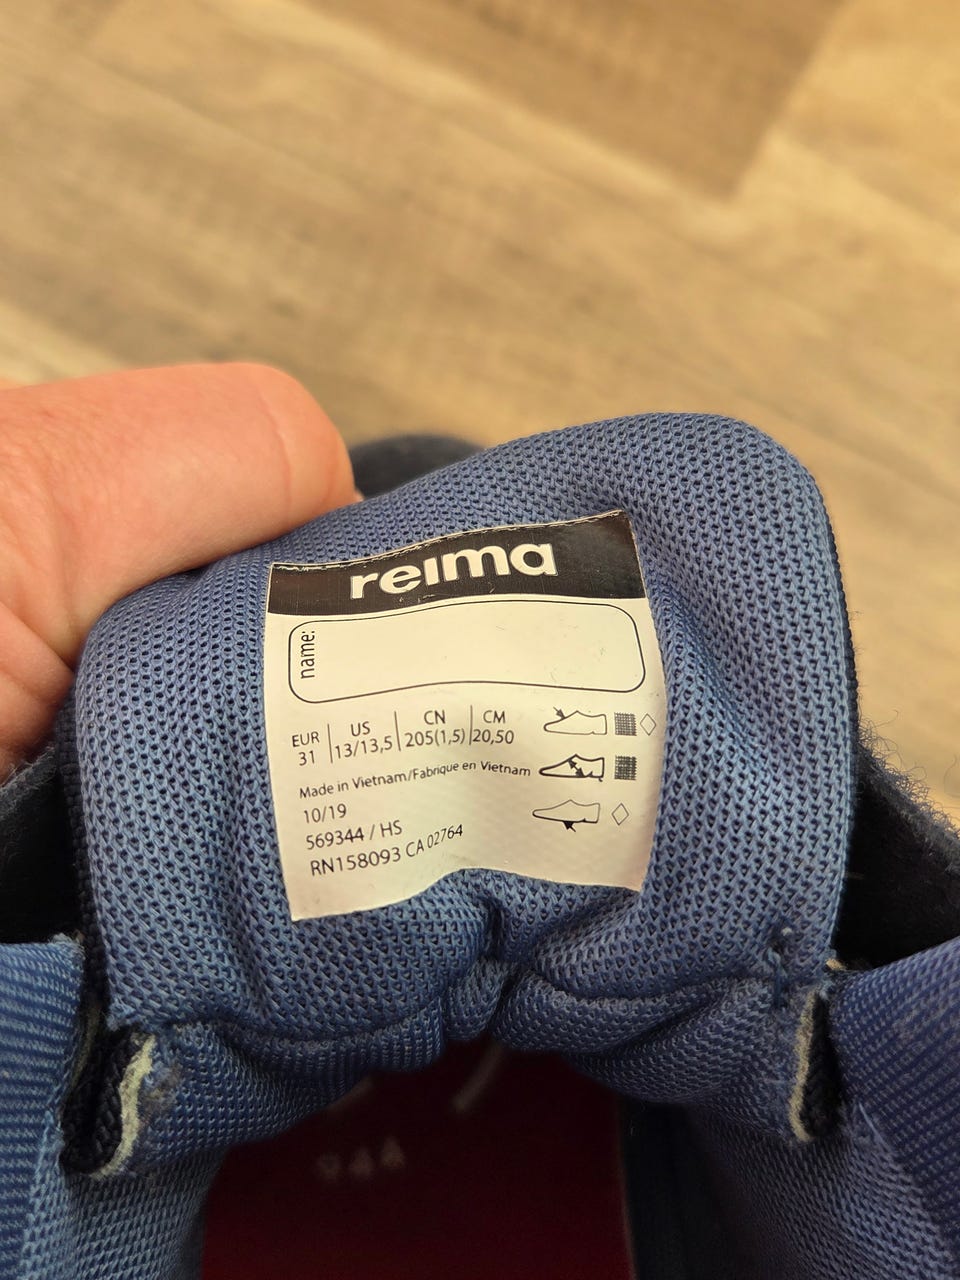 reima
name:
EUR US CN CM
31 13/13,5 205(1,5) 20,50
Made in Vietnam/Fabrique en Vietnam
10/19
569344 / HS
RN158093 CA 02764